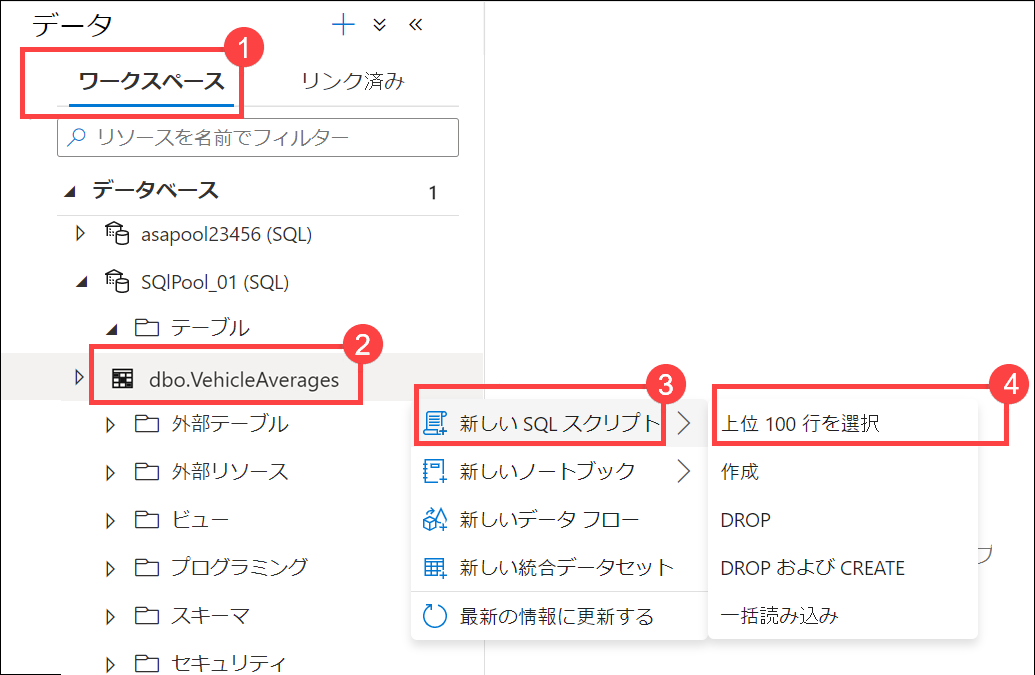 データ
1
ワークスペース
リンク済み
リソースを名前でフィルター
データベース
1
asapool23456 (SQL)
SQlPool_01 (SQL)
テーブル
2
dbo.VehicleAverages
外部テーブル
外部リソース
ビュー
プログラミング
スキーマ
セキュリティ
3
新しい SQL スクリプト
新しいノートブック
新しいデータ フロー
新しい統合データセット
最新の情報に更新する
4
上位 100 行を選択
作成
DROP
DROP および CREATE
一括読み込み